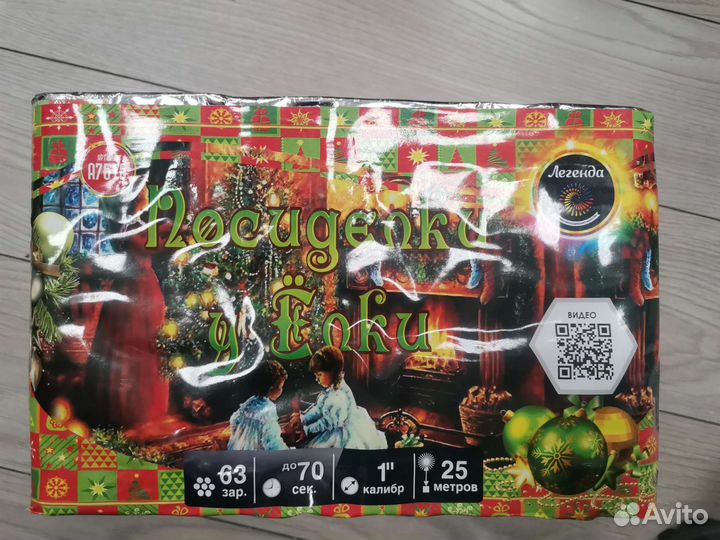 Легенда
Посиделки
у Ёлки
ВИДЕО
63
зар.
до 70
сек.
1"
калибр
25
метров
Avito